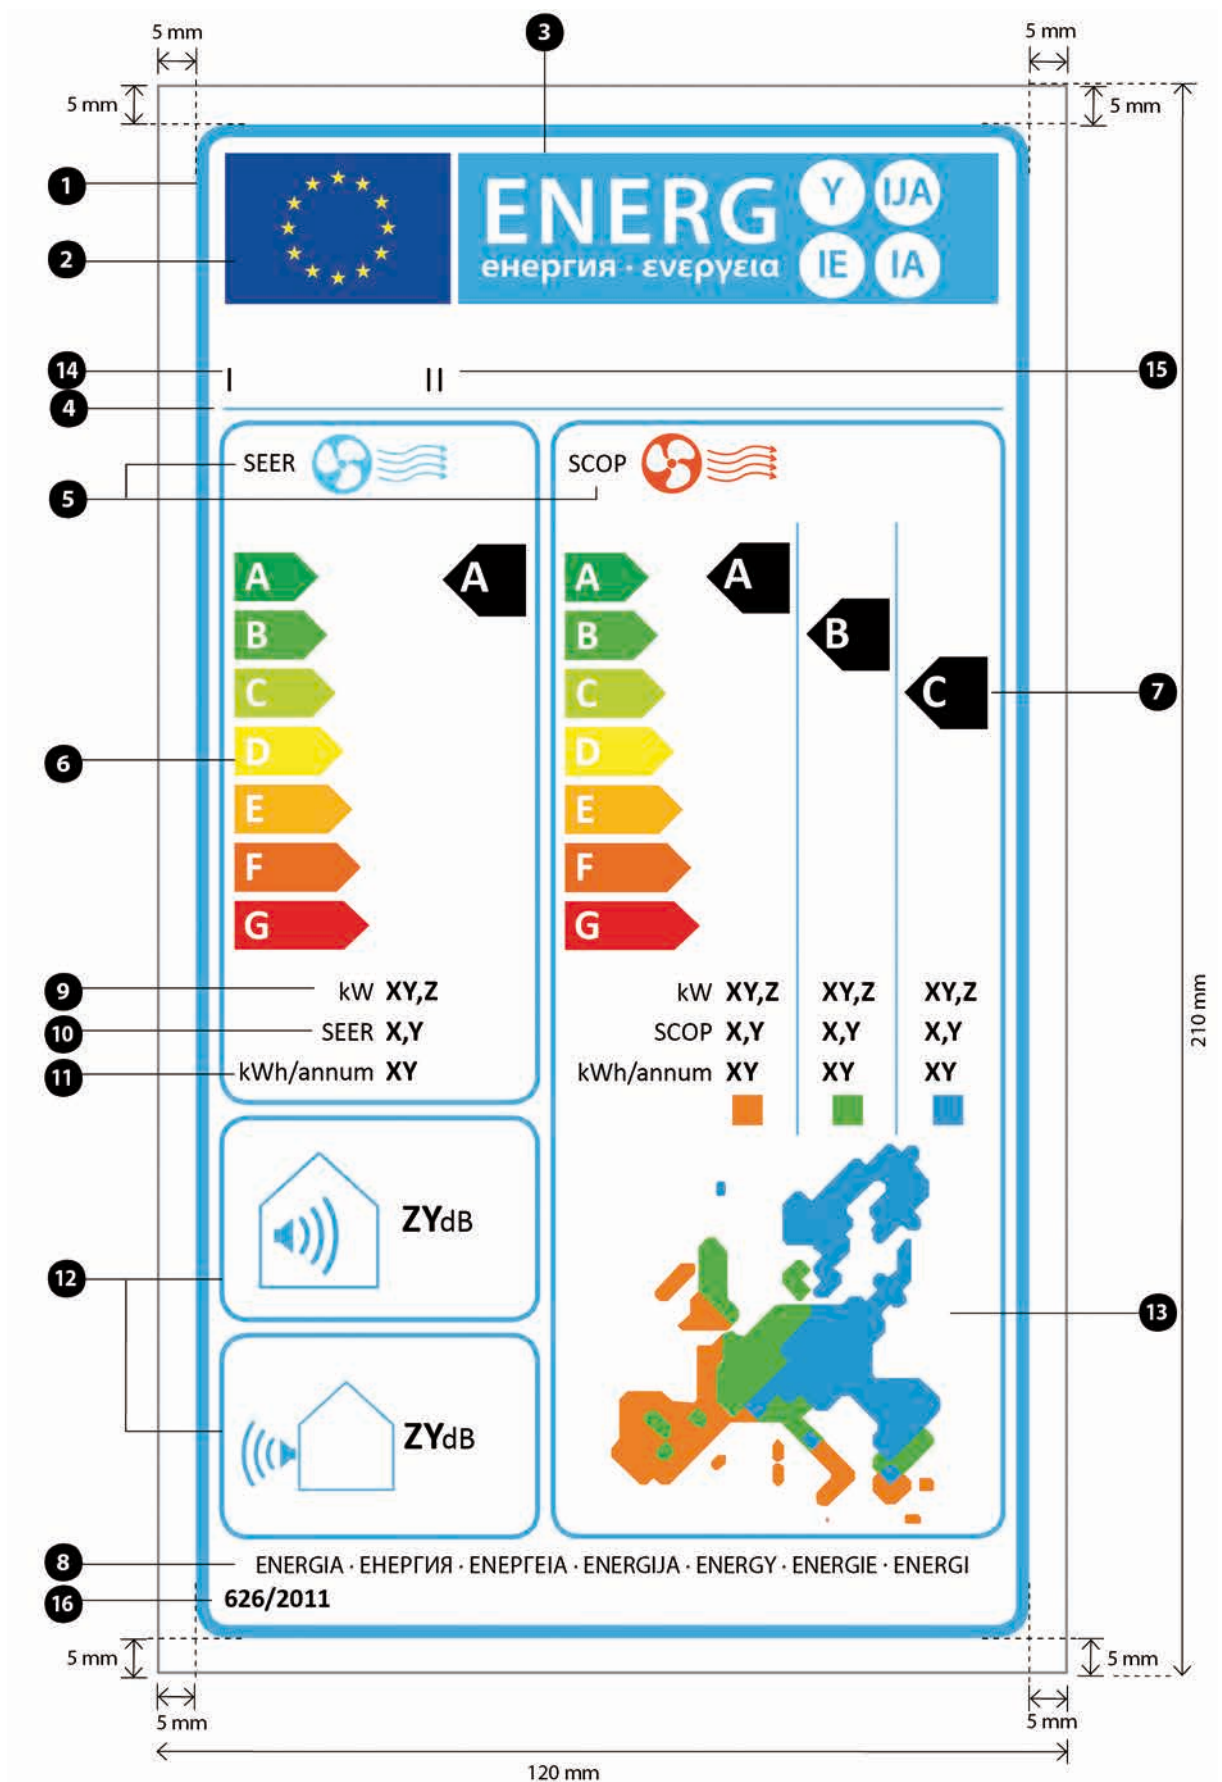 5 mm 3 5 mm
5 mm 5 mm
1 ENERG Y IJA
2 енергия · ενεργεια IE IA
14 I II 15
4
SEER SCOP
5
A A A A
B B B
C C C 7
6 D D
E E
F F
G G
9 kW XY,Z kW XY,Z XY,Z XY,Z
10 SEER X,Y SCOP X,Y X,Y X,Y
11 kWh/annum XY kWh/annum XY XY XY
210 mm
ZYdB
12 13
ZYdB
8 ENERGIA · ЕНЕРГИЯ · ΕΝΕΡΓΕΙΑ · ENERGIJA · ENERGY · ENERGIE · ENERGI
16 626/2011
5 mm 5 mm
5 mm 5 mm
120 mm